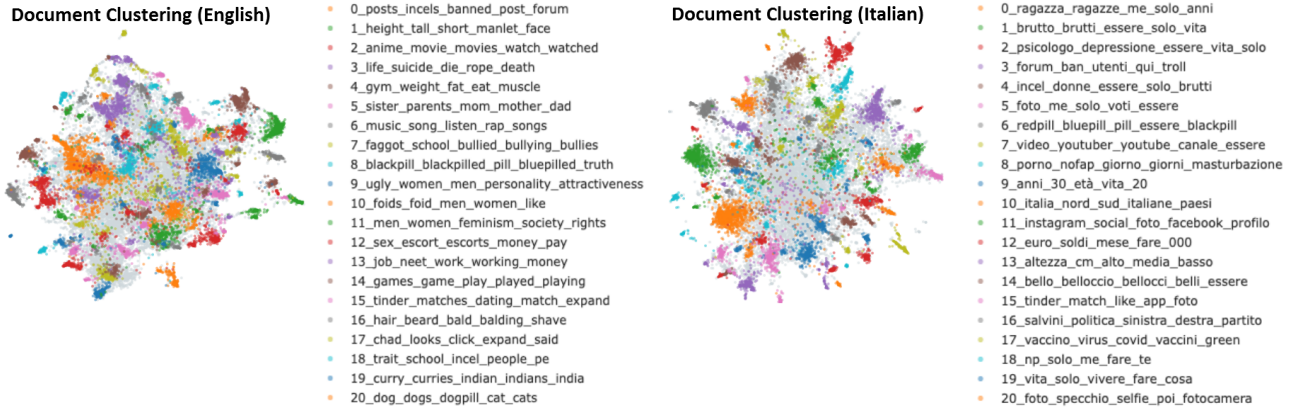 Document Clustering (English)
0_posts_incels_banned_post_forum
1_height_tall_short_manlet_face
2_anime_movie_movies_watch_watched
3_life_suicide_die_rope_death
4_gym_weight_fat_eat_muscle
5_sister_parents_mom_mother_dad
6_music_song_listen_rap_songs
7_faggot_school_bullied_bullying_bullies
8_blackpill_blackpilled_pill_bluepilled_truth
9_ugly_women_men_personality_attractiveness
10_foids_foid_men_women_like
11_men_women_feminism_society_rights
12_sex_escort_escorts_money_pay
13_job_neet_work_working_money
14_games_game_play_played_playing
15_tinder_matches_dating_match_expand
16_hair_beard_bald_balding_shave
17_chad_looks_click_expand_said
18_trait_school_incel_people_pe
19_curry_curries_indian_indians_india
20_dog_dogs_dogpill_cat_cats
Document Clustering (Italian)
0_ragazza_ragazze_me_solo_anni
1_brutto_brutti_essere_solo_vita
2_psicologo_depressione_essere_vita_solo
3_forum_ban_utenti_qui_troll
4_incel_donne_essere_solo_brutti
5_foto_me_solo_voti_essere
6_redpill_bluepill_pill_essere_blackpill
7_video_youtuber_youtube_canale_essere
8_porno_nofap_giorno_giorni_masturbazione
9_anni_30_età_vita_20
10_italia_nord_sud_italiane_paesi
11_instagram_social_foto_facebook_profilo
12_euro_soldi_mese_fare_000
13_altezza_cm_alto_media_basso
14_bello_belloccio_bellocci_belli_essere
15_tinder_match_like_app_foto
16_salvini_politica_sinistra_destra_partito
17_vaccino_virus_covid_vaccini_green
18_np_solo_me_fare_te
19_vita_solo_vivere_fare_cosa
20_foto_specchio_selfie_poi_fotocamera